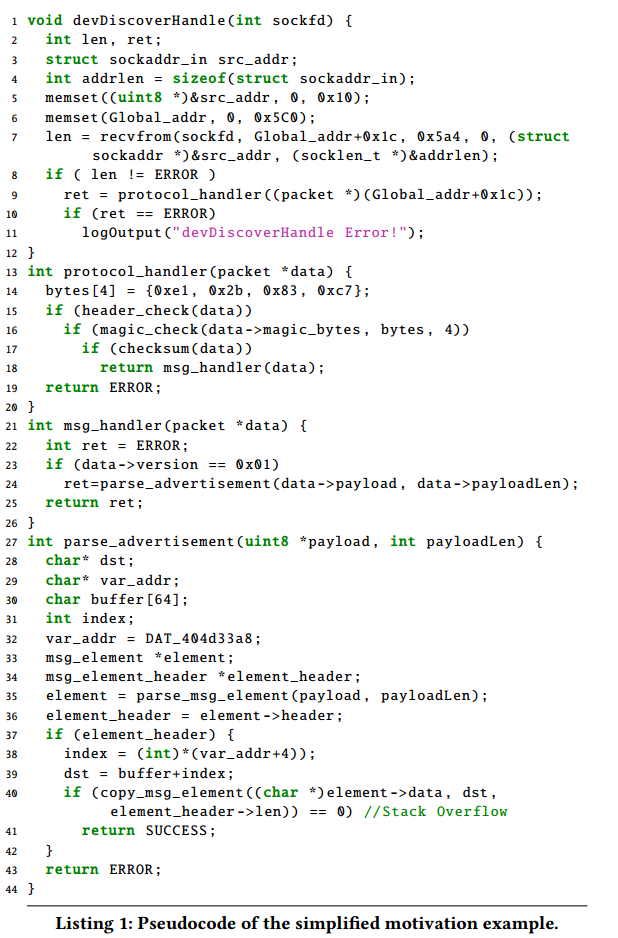 1 void devDiscoverHandle(int sockfd) {
2 int len, ret;
3 struct sockaddr_in src_addr;
4 int addrlen = sizeof(struct sockaddr_in);
5 memset((uint8 *)&src_addr, 0, 0x10);
6 memset(Global_addr, 0, 0x5C0);
7 len = recvfrom(sockfd, Global_addr+0x1c, 0x5a4, 0, (struct
sockaddr *)&src_addr, (socklen_t *)&addrlen);
8 if ( len != ERROR )
9 ret = protocol_handler((packet *)(Global_addr+0x1c));
10 if (ret == ERROR)
11 logOutput("devDiscoverHandle Error!");
12 }
13 int protocol_handler(packet *data) {
14 bytes[4] = {0xe1, 0x2b, 0x83, 0xc7};
15 if (header_check(data))
16 if (magic_check(data->magic_bytes, bytes, 4))
17 if (checksum(data))
18 return msg_handler(data);
19 return ERROR;
20 }
21 int msg_handler(packet *data) {
22 int ret = ERROR;
23 if (data->version == 0x01)
24 ret=parse_advertisement(data->payload, data->payloadLen);
25 return ret;
26 }
27 int parse_advertisement(uint8 *payload, int payloadLen) {
28 char* dst;
29 char* var_addr;
30 char buffer[64];
31 int index;
32 var_addr = DAT_404d33a8;
33 msg_element *element;
34 msg_element_header *element_header;
35 element = parse_msg_element(payload, payloadLen);
36 element_header = element->header;
37 if (element_header) {
38 index = (int)*(var_addr+4));
39 dst = buffer+index;
40 if (copy_msg_element((char *)element->data, dst,
element_header->len)) == 0) //Stack Overflow
41 return SUCCESS;
42 }
43 return ERROR;
44 }
Listing 1: Pseudocode of the simplified motivation example.